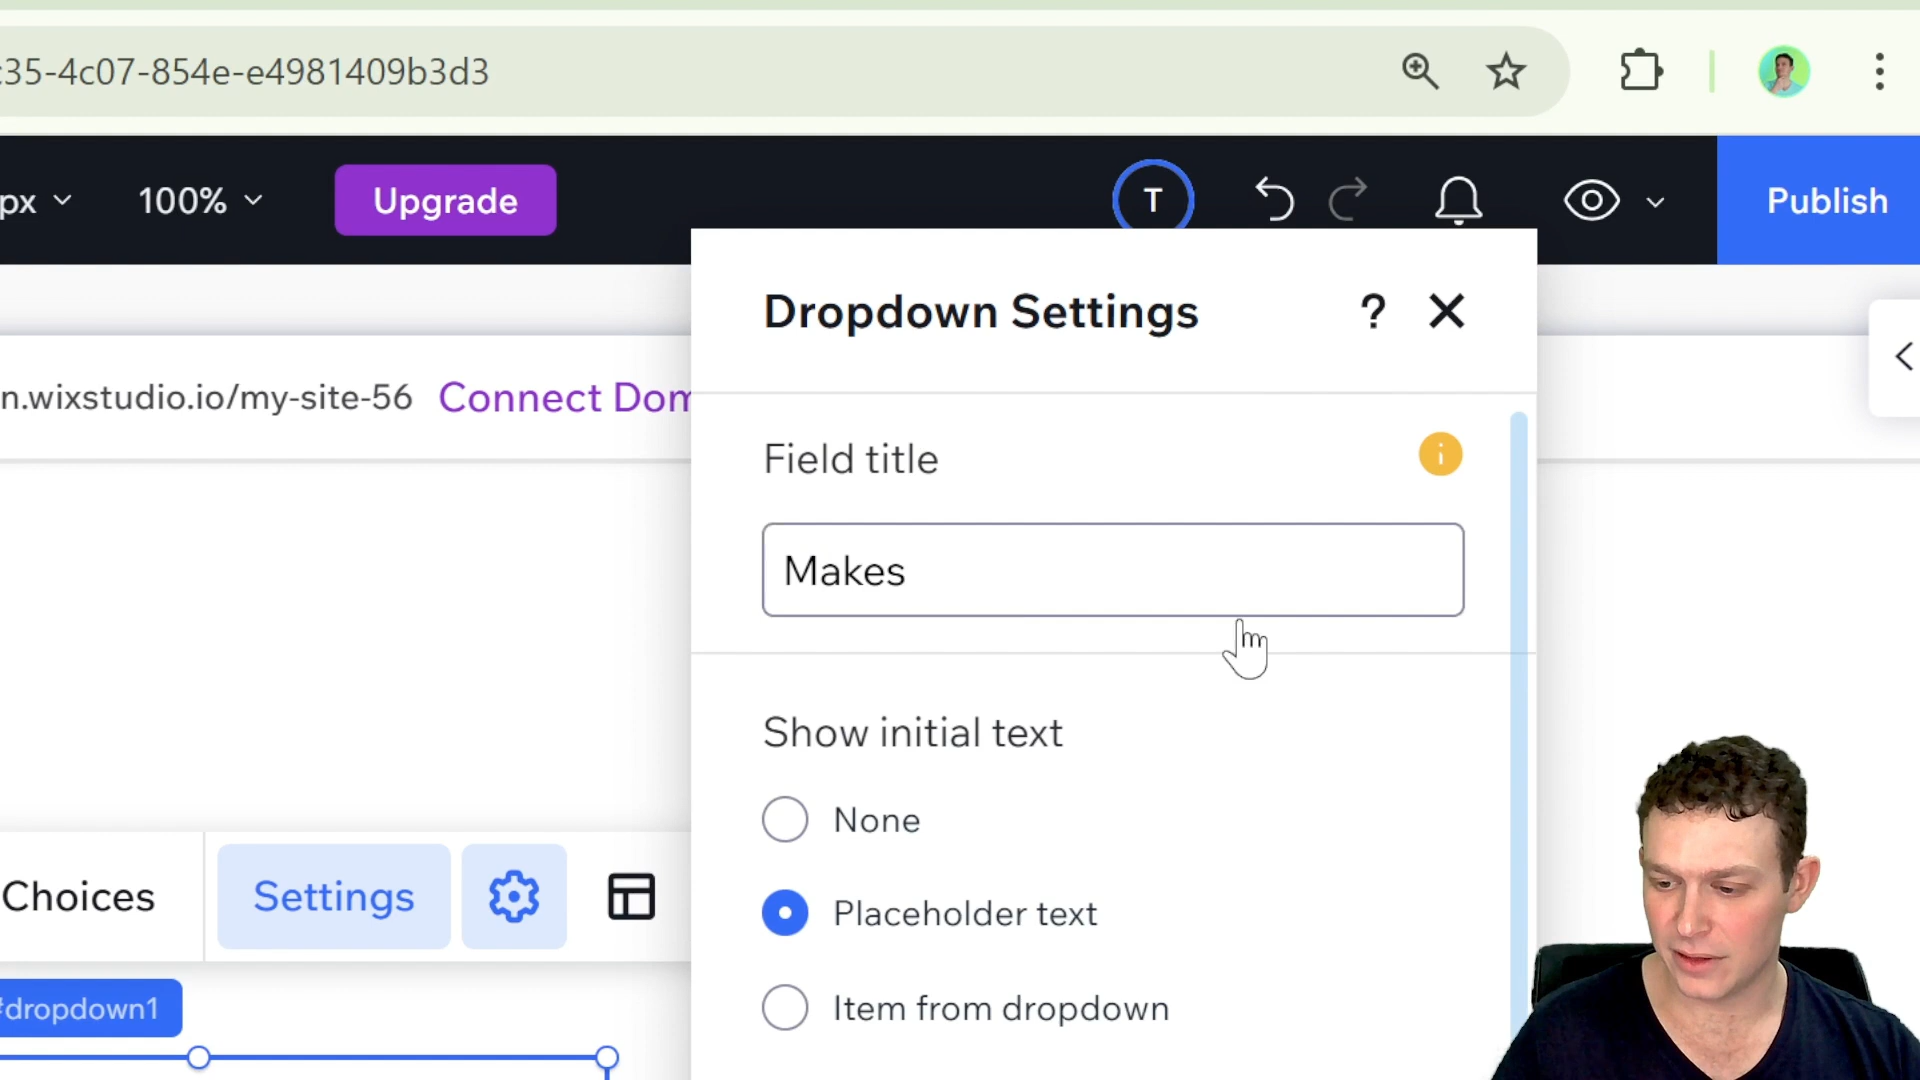 :35-4c07-854e-e4981409b3d3
px 100% Upgrade T Publish
Dropdown Settings ?
n.wixstudio.io/my-site-56 Connect Dom
Field title
Makes
Show initial text
None
Choices Settings
Placeholder text
#dropdown1
Item from dropdown